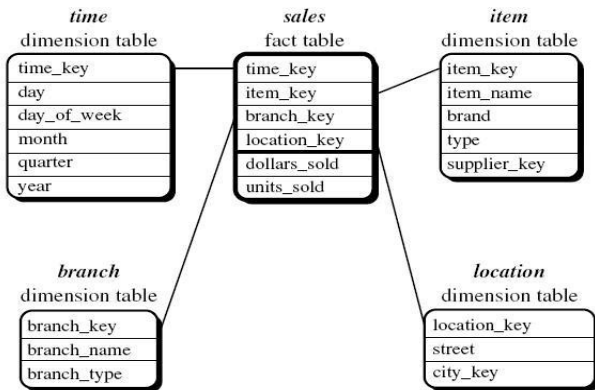 time
dimension table
time_key
day
day_of_week
month
quarter
year
sales
fact table
time_key
item_key
branch_key
location_key
dollars_sold
units_sold
item
dimension table
item_key
item_name
brand
type
supplier_key
branch
dimension table
branch_key
branch_name
branch_type
location
dimension table
location_key
street
city_key